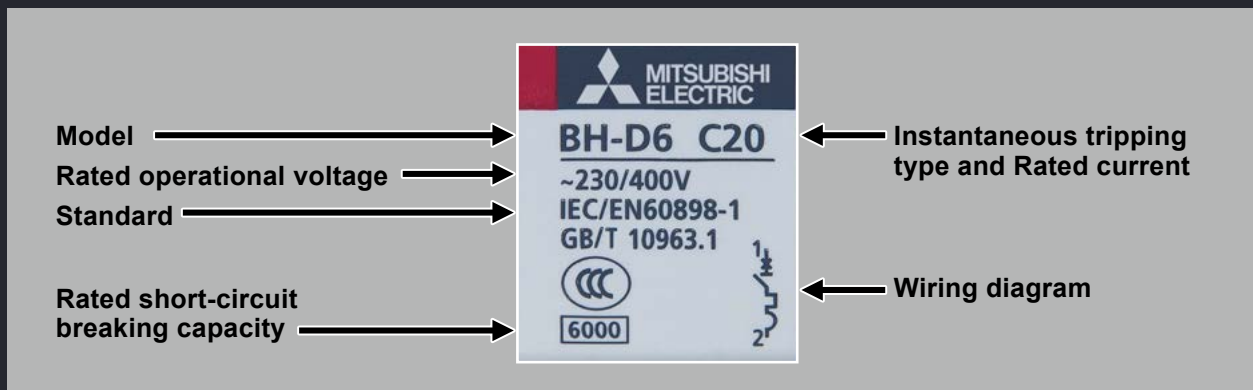 MITSUBISHI
ELECTRIC
Model
BH-D6 C20
Instantaneous tripping
type and Rated current
Rated operational voltage
~230/400V
Standard
IEC/EN60898-1
GB/T 10963.1
CCC
1
2
Wiring diagram
Rated short-circuit
breaking capacity
6000